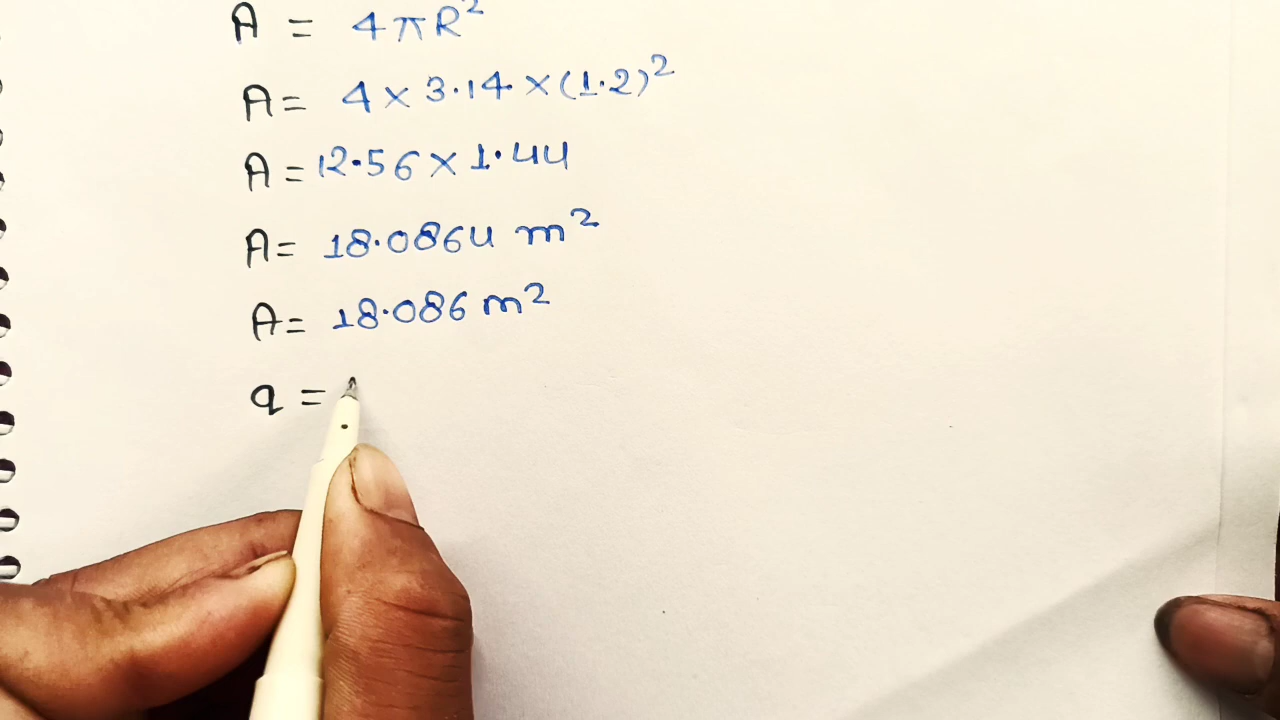 A = 4πR²
A = 4 × 3.14 × (1.2)²
A = 12.56 × 1.44
A = 18.0864 m²
A = 18.086 m²
q =